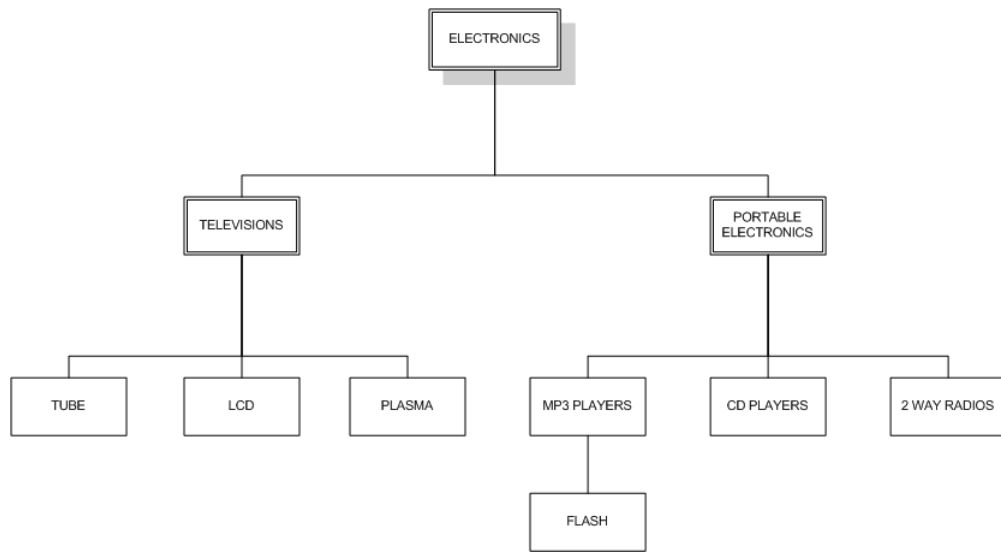 ELECTRONICS
TELEVISIONS
PORTABLE
ELECTRONICS
TUBE
LCD
PLASMA
MP3 PLAYERS
CD PLAYERS
2 WAY RADIOS
FLASH